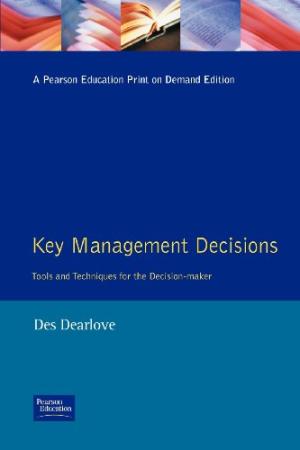 A Pearson Education Print on Demand Edition
Key Management Decisions
Tools and Techniques for the Decision-maker
Des Dearlove
Pearson
Education